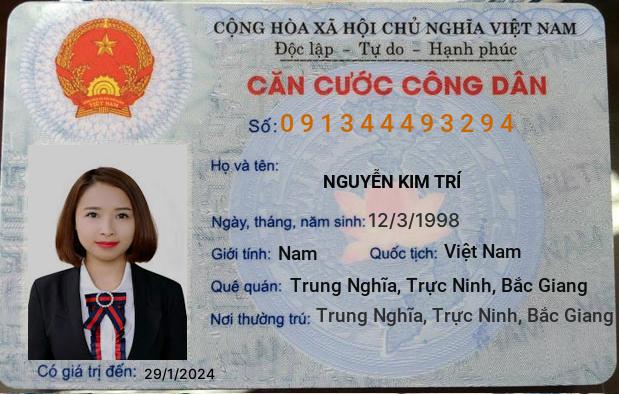 CỘNG HÒA XÃ HỘI CHỦ NGHĨA VIỆT NAM
Độc lập - Tự do - Hạnh phúc
CĂN CƯỚC CÔNG DÂN
Số: 091344493294
Họ và tên:
NGUYỄN KIM TRÍ
Ngày, tháng, năm sinh: 12/3/1998
Giới tính: Nam Quốc tịch: Việt Nam
Quê quán: Trung Nghĩa, Trực Ninh, Bắc Giang
Nơi thường trú: Trung Nghĩa, Trực Ninh, Bắc Giang
Có giá trị đến: 29/1/2024
VIỆT NAM